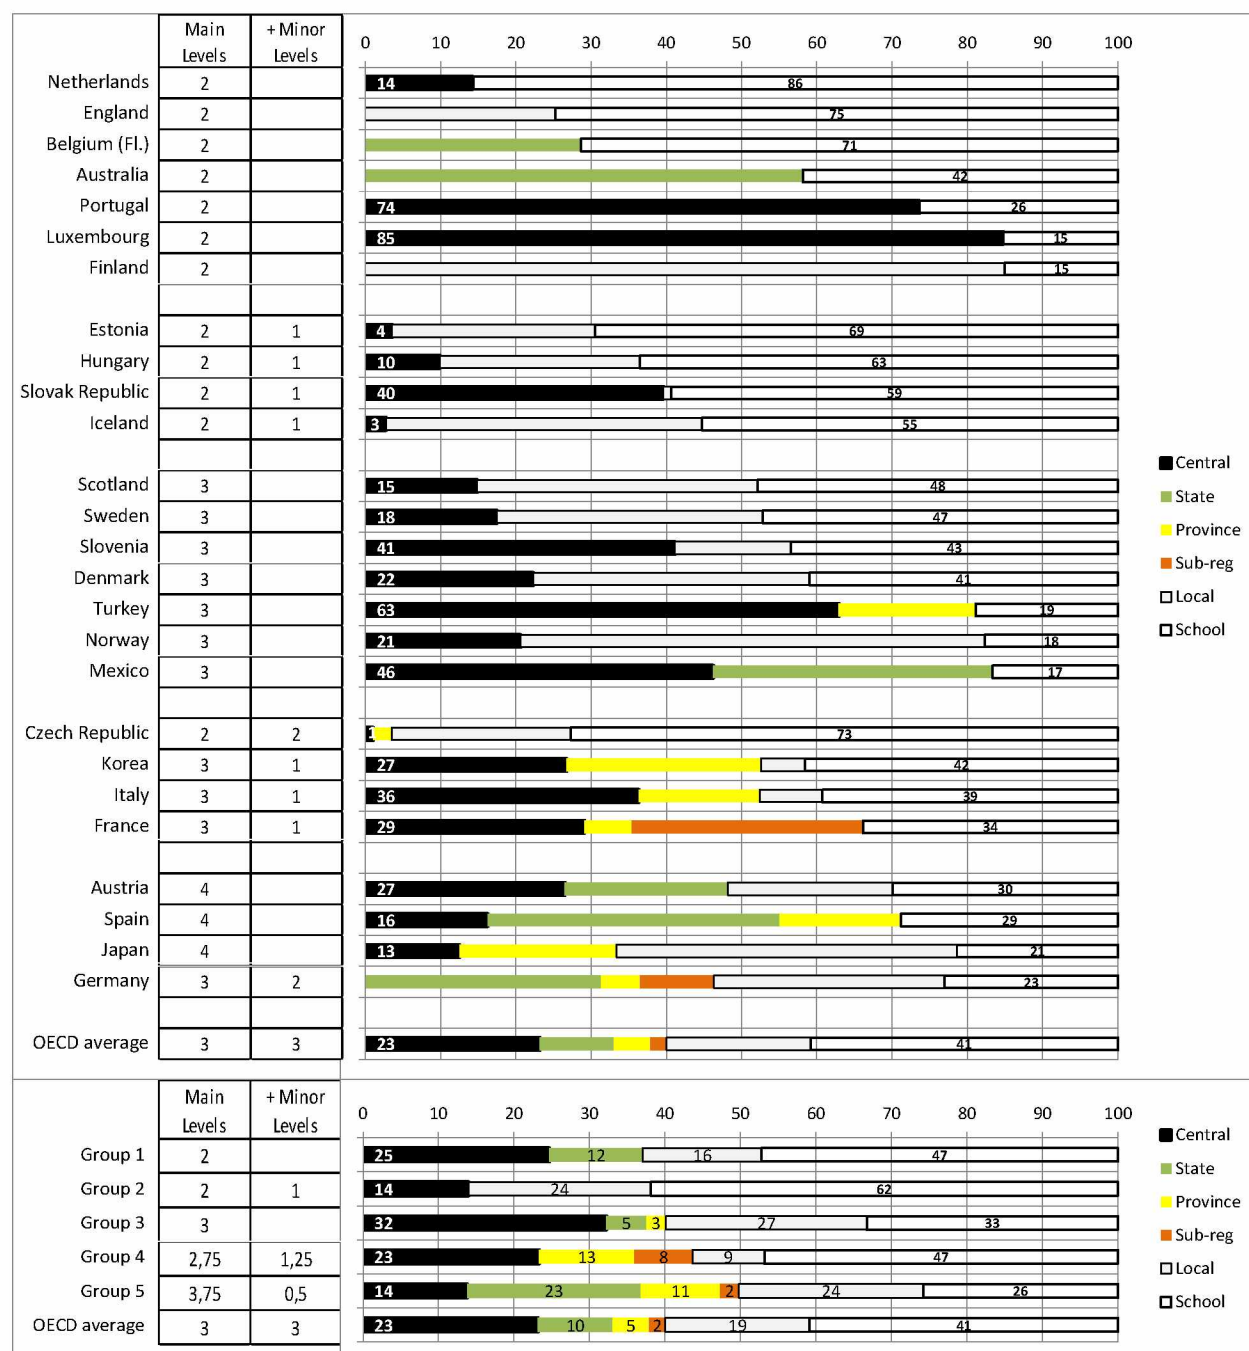 Main + Minor
Levels Levels
0 10 20 30 40 50 60 70 80 90 100
Netherlands 2 14 86
England 2 75
Belgium (Fl.) 2 71
Australia 2 42
Portugal 2 74 26
Luxembourg 2 85 15
Finland 2 15
Estonia 2 1 4 69
Hungary 2 1 10 63
Slovak Republic 2 1 40 59
Iceland 2 1 3 55
Scotland 3 15 48
Sweden 3 18 47
Slovenia 3 41 43
Denmark 3 22 41
Turkey 3 63 19
Norway 3 21 18
Mexico 3 46 17
Czech Republic 2 2 1 73
Korea 3 1 27 42
Italy 3 1 36 39
France 3 1 29 34
Austria 4 27 30
Spain 4 16 29
Japan 4 13 21
Germany 3 2 23
OECD average 3 3 23 41
Central
State
Province
Sub-reg
Local
School
Main + Minor
Levels Levels
0 10 20 30 40 50 60 70 80 90 100
Group 1 2 25 12 16 47
Group 2 2 1 14 24 62
Group 3 3 32 5 3 27 33
Group 4 2,75 1,25 23 13 8 9 47
Group 5 3,75 0,5 14 23 11 2 24 26
OECD average 3 3 23 10 5 2 19 41
Central
State
Province
Sub-reg
Local
School